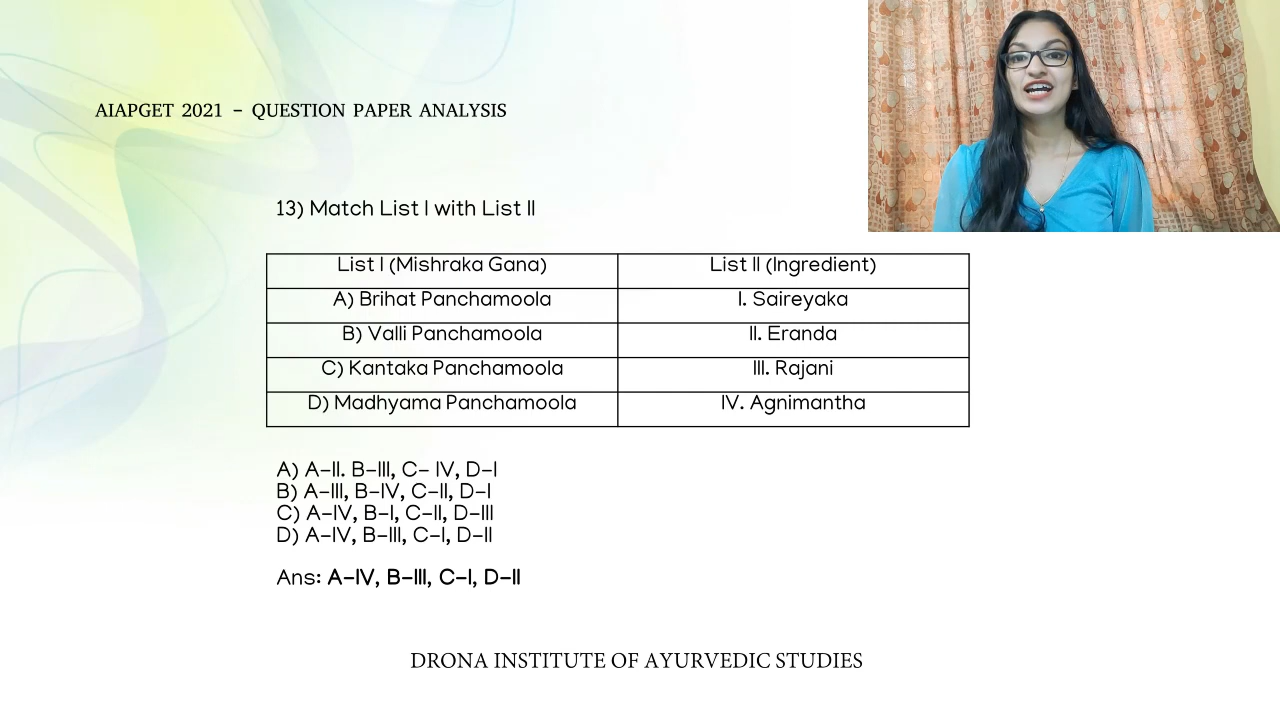 AIAPGET 2021 – QUESTION PAPER ANALYSIS
13) Match List I with List II
List I (Mishraka Gana) List II (Ingredient)
A) Brihat Panchamoola I. Saireyaka
B) Valli Panchamoola II. Eranda
C) Kantaka Panchamoola III. Rajani
D) Madhyama Panchamoola IV. Agnimantha
A) A–II. B–III, C– IV, D–I
B) A–III, B–IV, C–II, D–I
C) A–IV, B–I, C–II, D–III
D) A–IV, B–III, C–I, D–II
Ans: A–IV, B–III, C–I, D–II
DRONA INSTITUTE OF AYURVEDIC STUDIES